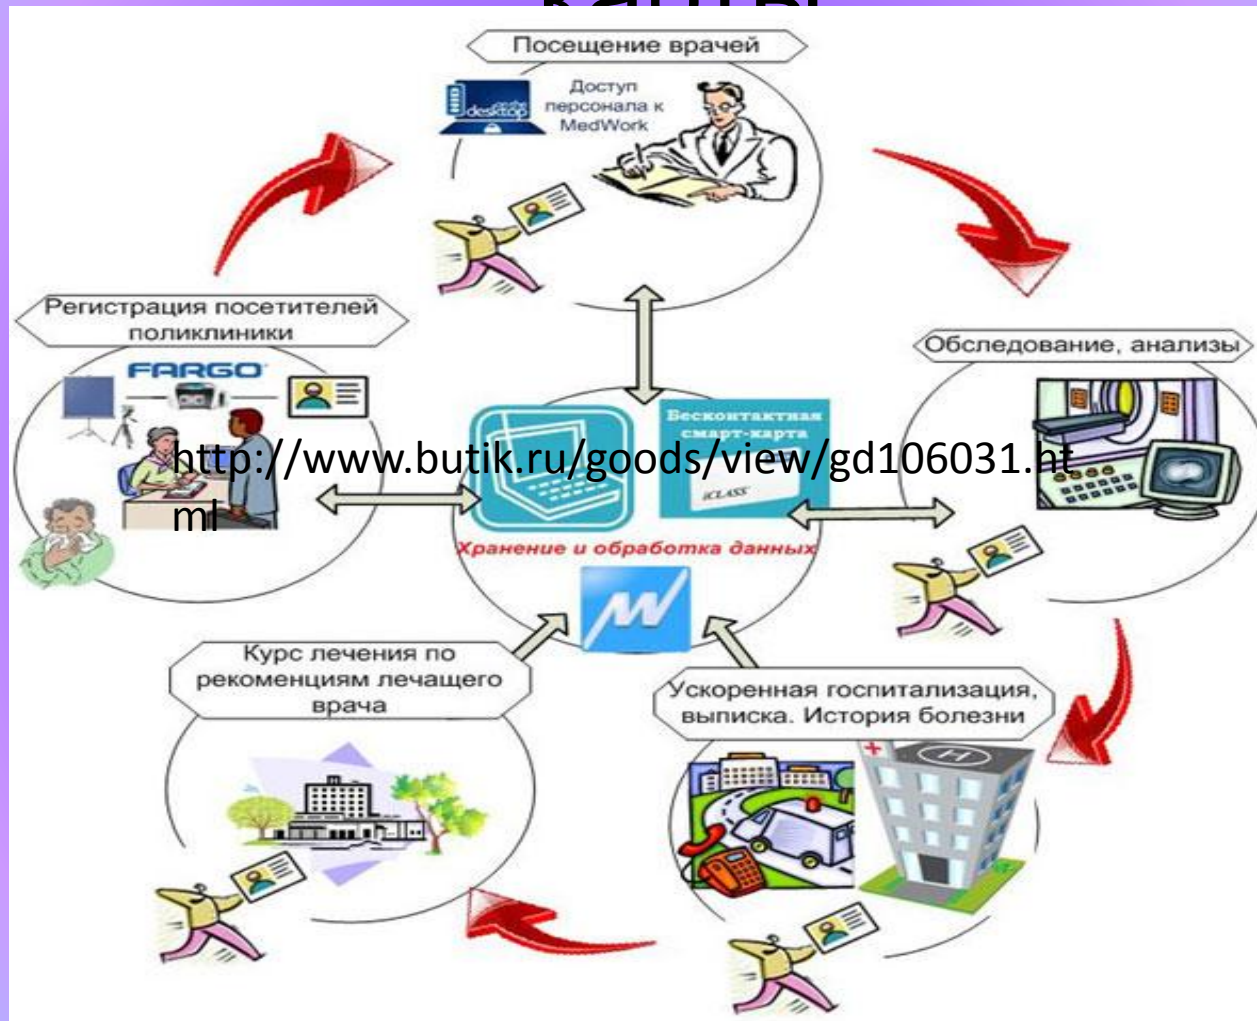 Посещение врачей
Доступ
персонала к
MedWork
desktop
Регистрация посетителей
поликлиники
FARGO
Обследование, анализы
Бесконтактная
смарт-карта
iCLASS
http://www.butik.ru/goods/view/gd106031.ht
ml
Хранение и обработка данных
Курс лечения по
рекоменциям лечащего
врача
Ускоренная госпитализация,
выписка. История болезни
H